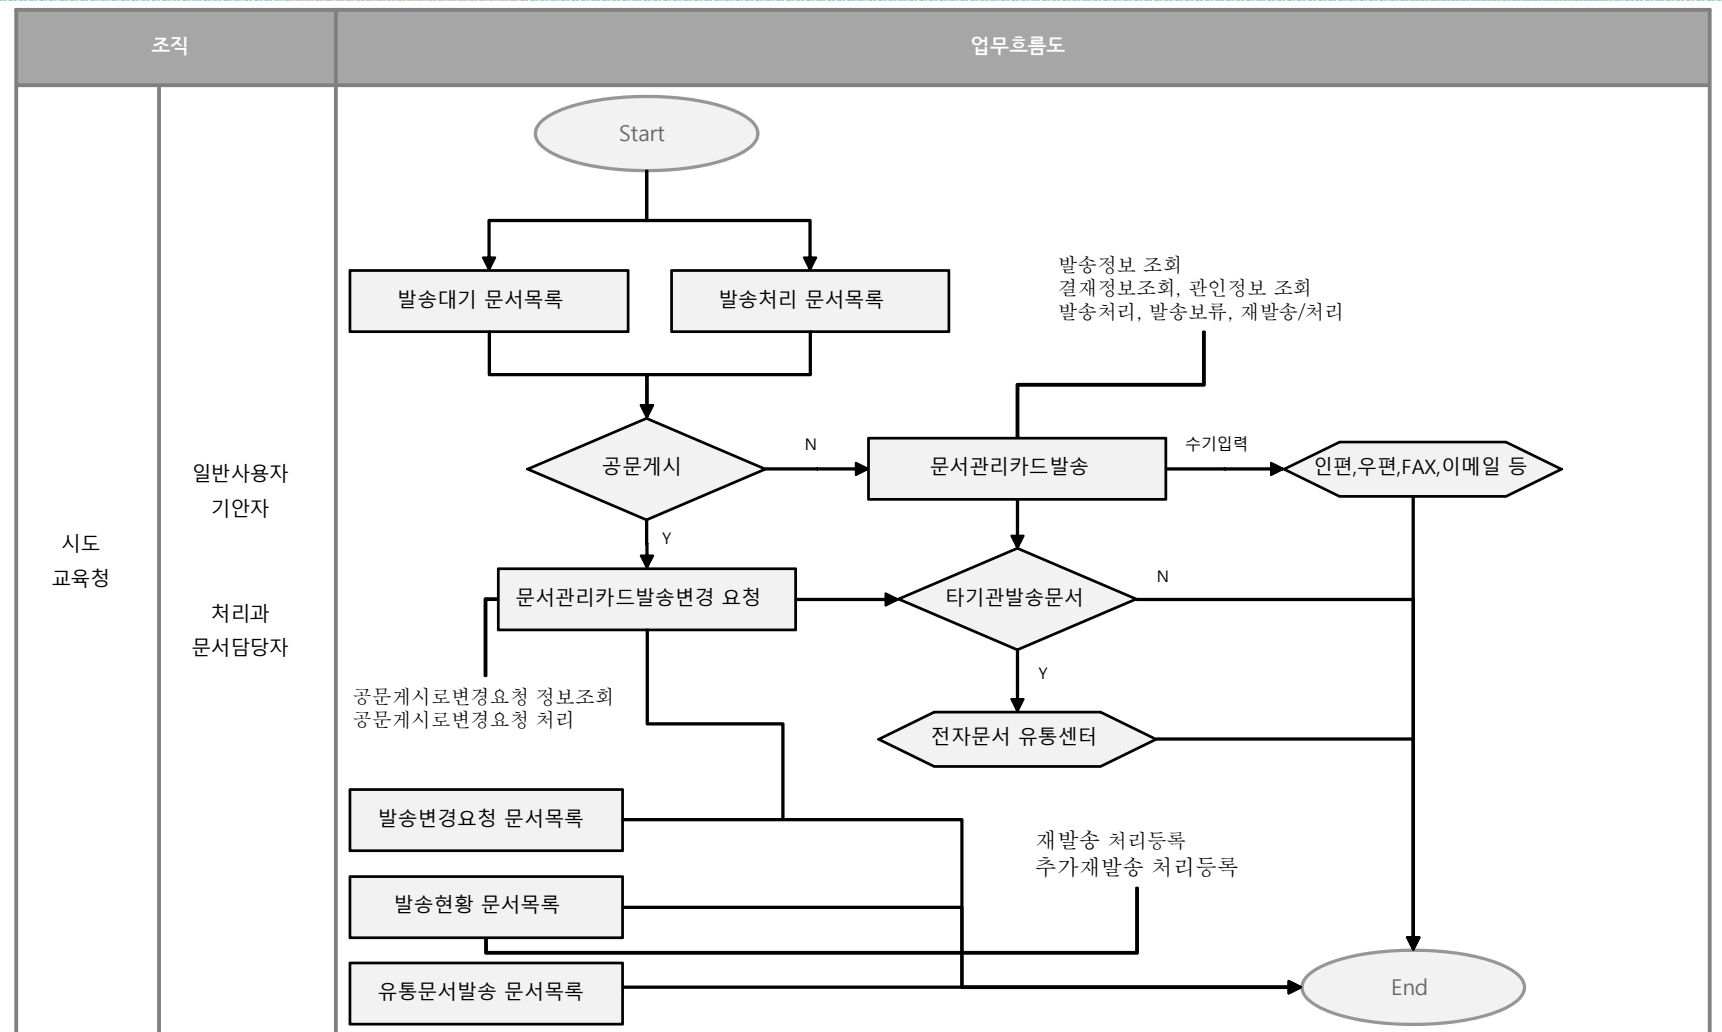 조직
업무흐름도
시도
교육청
일반사용자
기안자
처리과
문서담당자
Start
발송대기 문서목록
발송처리 문서목록
발송정보 조회
결재정보조회, 관인정보 조회
발송처리, 발송보류, 재발송/처리
공문게시
N
문서관리카드발송
수기입력
인편,우편,FAX,이메일 등
Y
문서관리카드발송변경 요청
타기관발송문서
N
공문게시로변경요청 정보조회
공문게시로변경요청 처리
Y
전자문서 유통센터
발송변경요청 문서목록
재발송 처리등록
추가재발송 처리등록
발송현황 문서목록
유통문서발송 문서목록
End